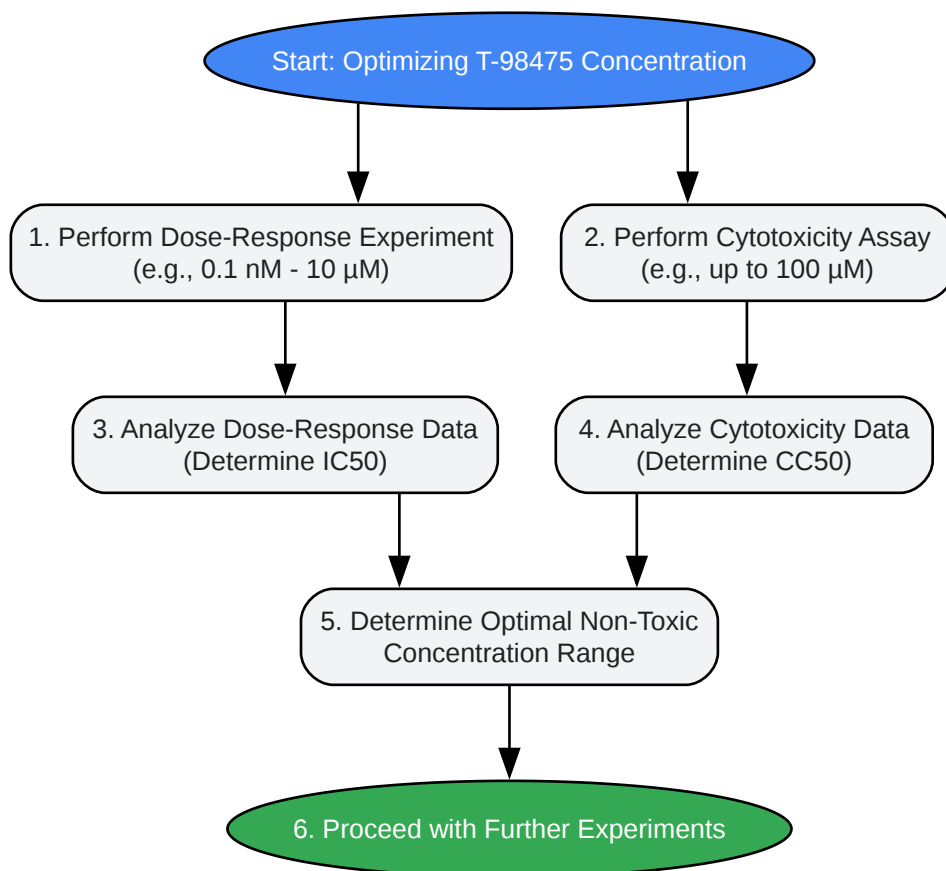 Start: Optimizing T-98475 Concentration
1. Perform Dose-Response Experiment
(e.g., 0.1 nM - 10 µM)
2. Perform Cytotoxicity Assay
(e.g., up to 100 µM)
3. Analyze Dose-Response Data
(Determine IC50)
4. Analyze Cytotoxicity Data
(Determine CC50)
5. Determine Optimal Non-Toxic
Concentration Range
6. Proceed with Further Experiments